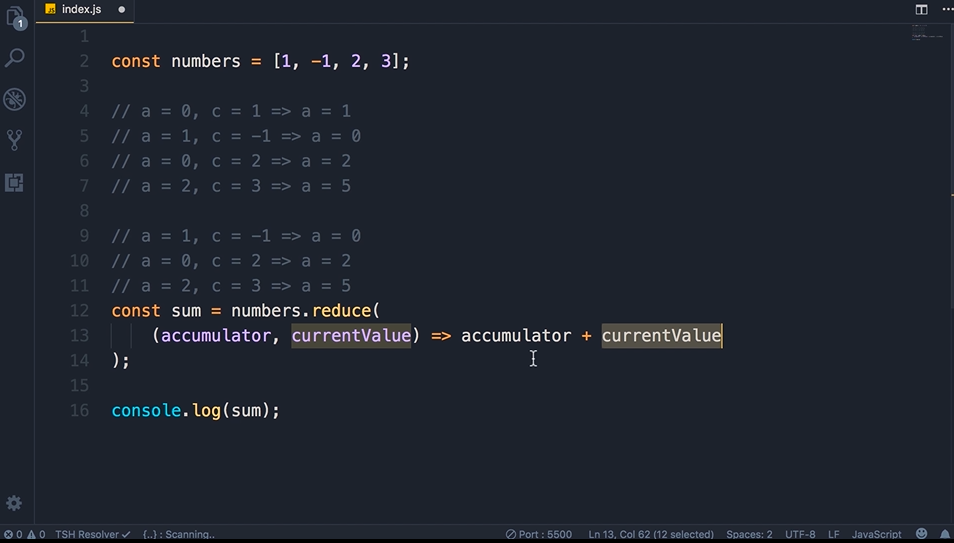 index.js
1
1
2 const numbers = [1, -1, 2, 3];
3
4 // a = 0, c = 1 => a = 1
5 // a = 1, c = -1 => a = 0
6 // a = 0, c = 2 => a = 2
7 // a = 2, c = 3 => a = 5
8
9 // a = 1, c = -1 => a = 0
10 // a = 0, c = 2 => a = 2
11 // a = 2, c = 3 => a = 5
12 const sum = numbers.reduce(
13 (accumulator, currentValue) => accumulator + currentValue
14 );
15
16 console.log(sum);
0 0 TSH Resolver ✓ {..} : Scanning.. Port : 5500 Ln 13, Col 62 (12 selected) Spaces: 2 UTF-8 LF JavaScript